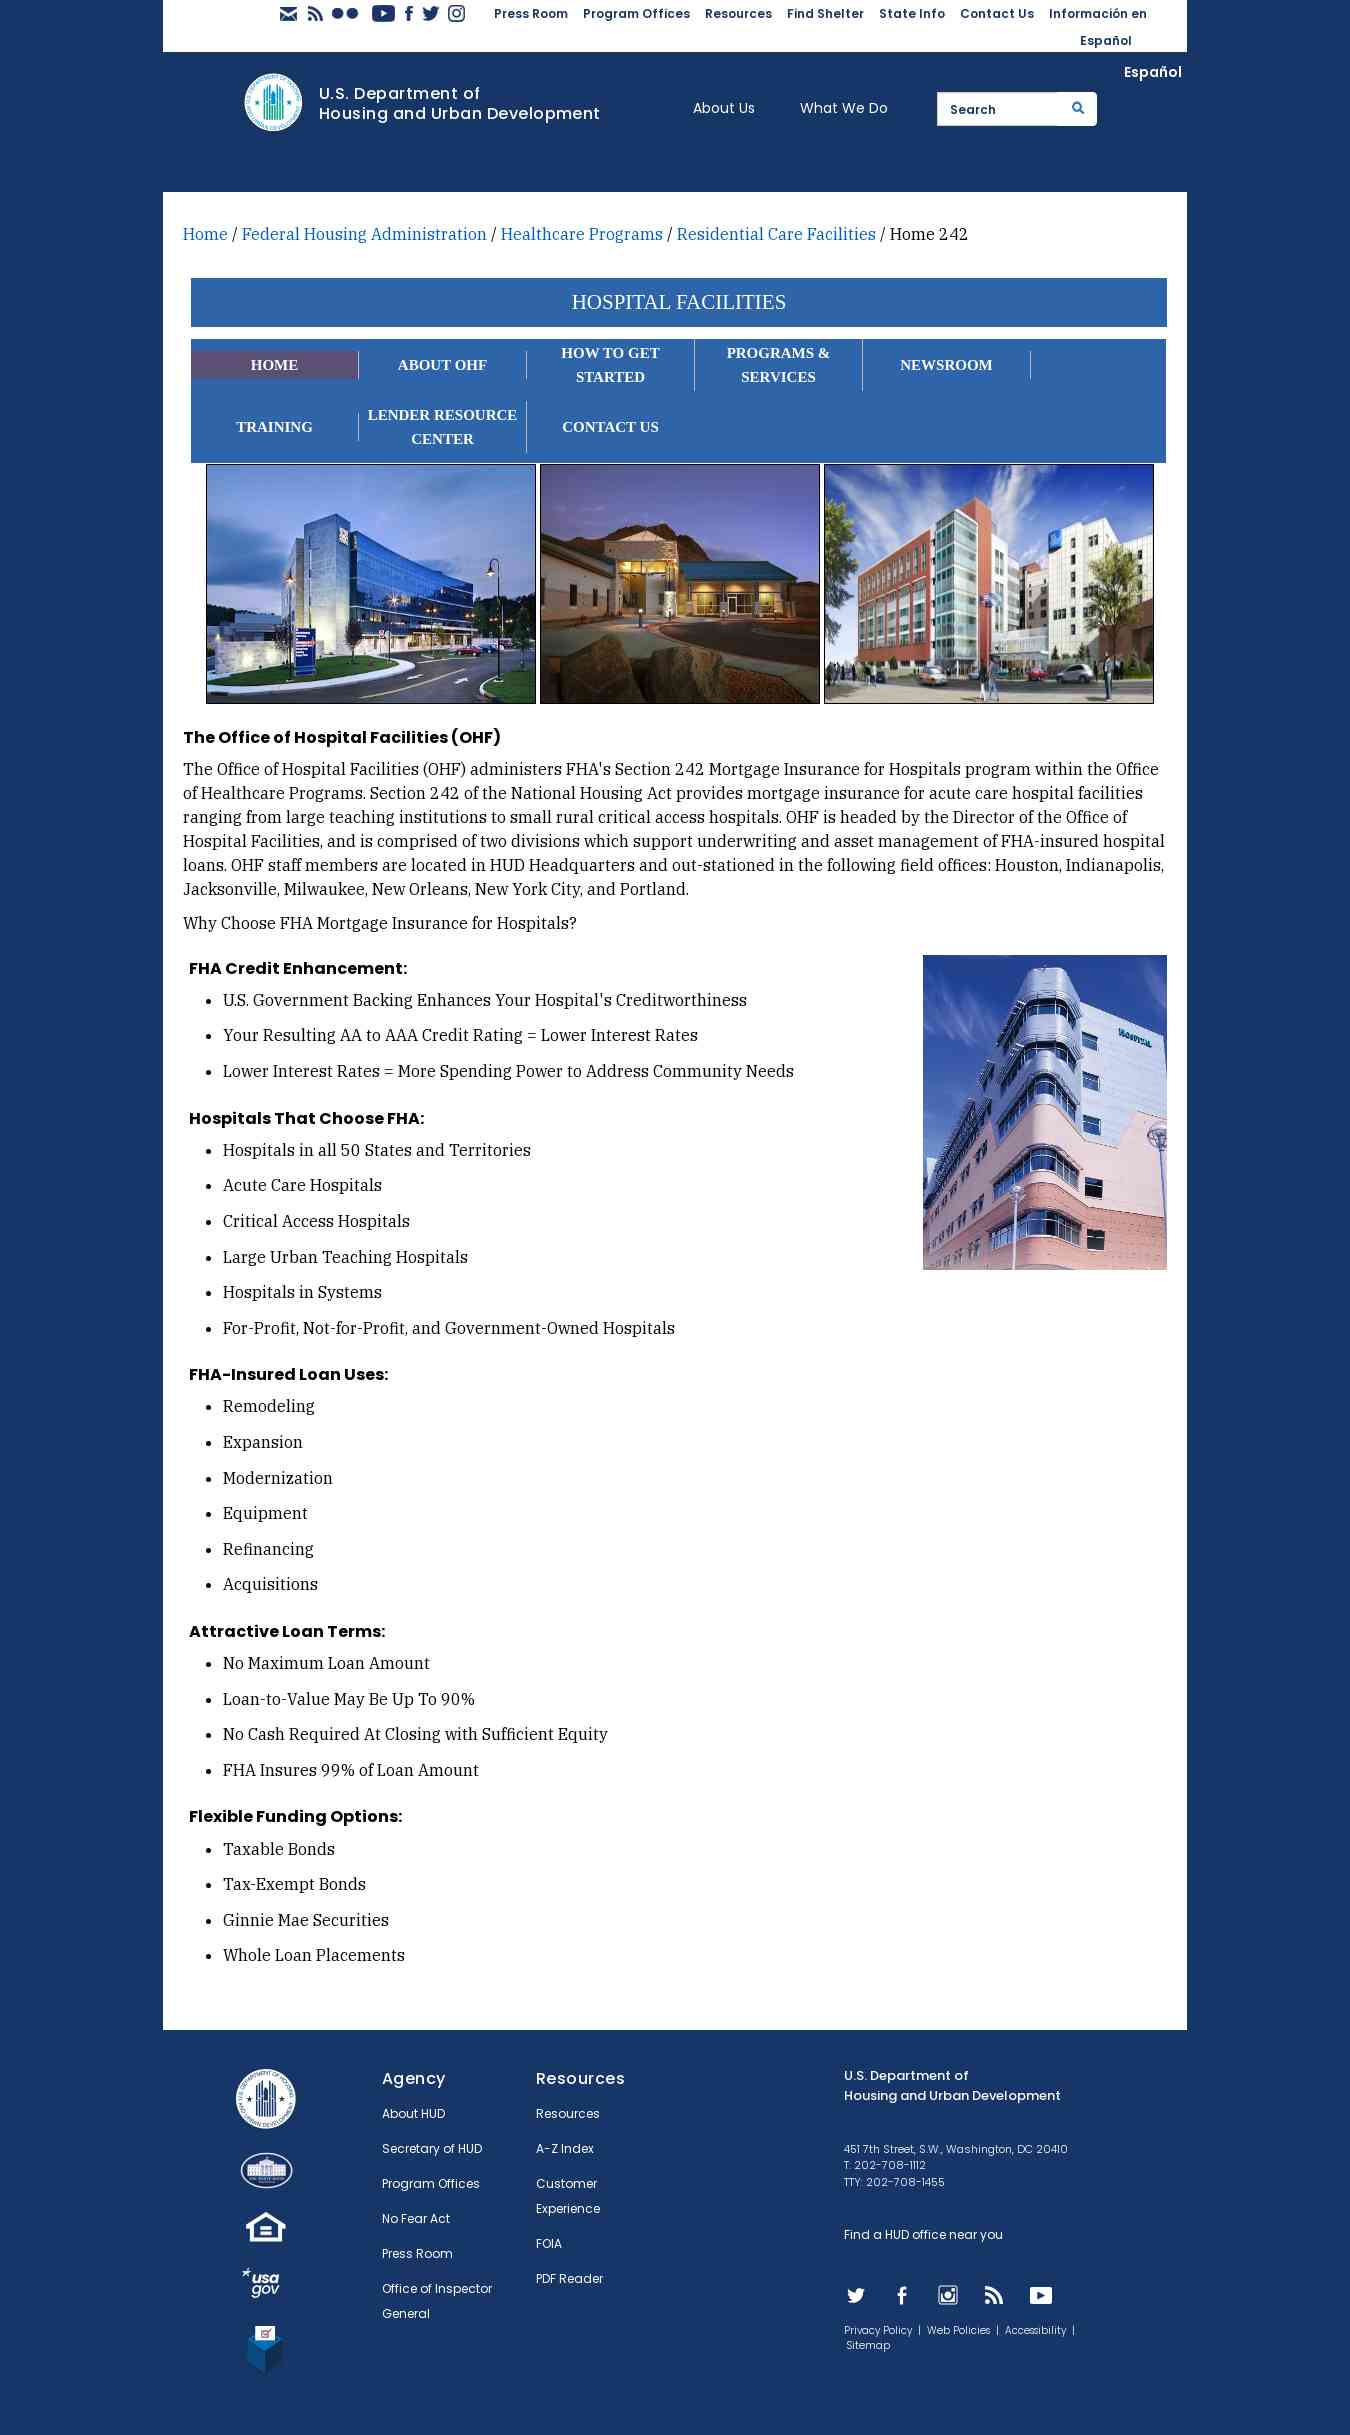 Press Room Program Offices Resources Find Shelter State Info Contact Us Información en
Español
Español
U.S. Department of
Housing and Urban Development
About Us What We Do Search
Home / Federal Housing Administration / Healthcare Programs / Residential Care Facilities / Home 242
HOSPITAL FACILITIES
HOME ABOUT OHF HOW TO GET STARTED PROGRAMS & SERVICES NEWSROOM
TRAINING LENDER RESOURCE CENTER CONTACT US
The Office of Hospital Facilities (OHF)
The Office of Hospital Facilities (OHF) administers FHA's Section 242 Mortgage Insurance for Hospitals program within the Office
of Healthcare Programs. Section 242 of the National Housing Act provides mortgage insurance for acute care hospital facilities
ranging from large teaching institutions to small rural critical access hospitals. OHF is headed by the Director of the Office of
Hospital Facilities, and is comprised of two divisions which support underwriting and asset management of FHA-insured hospital
loans. OHF staff members are located in HUD Headquarters and out-stationed in the following field offices: Houston, Indianapolis,
Jacksonville, Milwaukee, New Orleans, New York City, and Portland.
Why Choose FHA Mortgage Insurance for Hospitals?
FHA Credit Enhancement:
U.S. Government Backing Enhances Your Hospital's Creditworthiness
Your Resulting AA to AAA Credit Rating = Lower Interest Rates
Lower Interest Rates = More Spending Power to Address Community Needs
HOSPITAL
Hospitals That Choose FHA:
Hospitals in all 50 States and Territories
Acute Care Hospitals
Critical Access Hospitals
Large Urban Teaching Hospitals
Hospitals in Systems
For-Profit, Not-for-Profit, and Government-Owned Hospitals
FHA-Insured Loan Uses:
Remodeling
Expansion
Modernization
Equipment
Refinancing
Acquisitions
Attractive Loan Terms:
No Maximum Loan Amount
Loan-to-Value May Be Up To 90%
No Cash Required At Closing with Sufficient Equity
FHA Insures 99% of Loan Amount
Flexible Funding Options:
Taxable Bonds
Tax-Exempt Bonds
Ginnie Mae Securities
Whole Loan Placements
usa
gov
Agency
About HUD
Secretary of HUD
Program Offices
No Fear Act
Press Room
Office of Inspector
General
Resources
Resources
A-Z Index
Customer
Experience
FOIA
PDF Reader
U.S. Department of
Housing and Urban Development
451 7th Street, S.W., Washington, DC 20410
T: 202-708-1112
TTY: 202-708-1455
Find a HUD office near you
Privacy Policy | Web Policies | Accessibility |
Sitemap